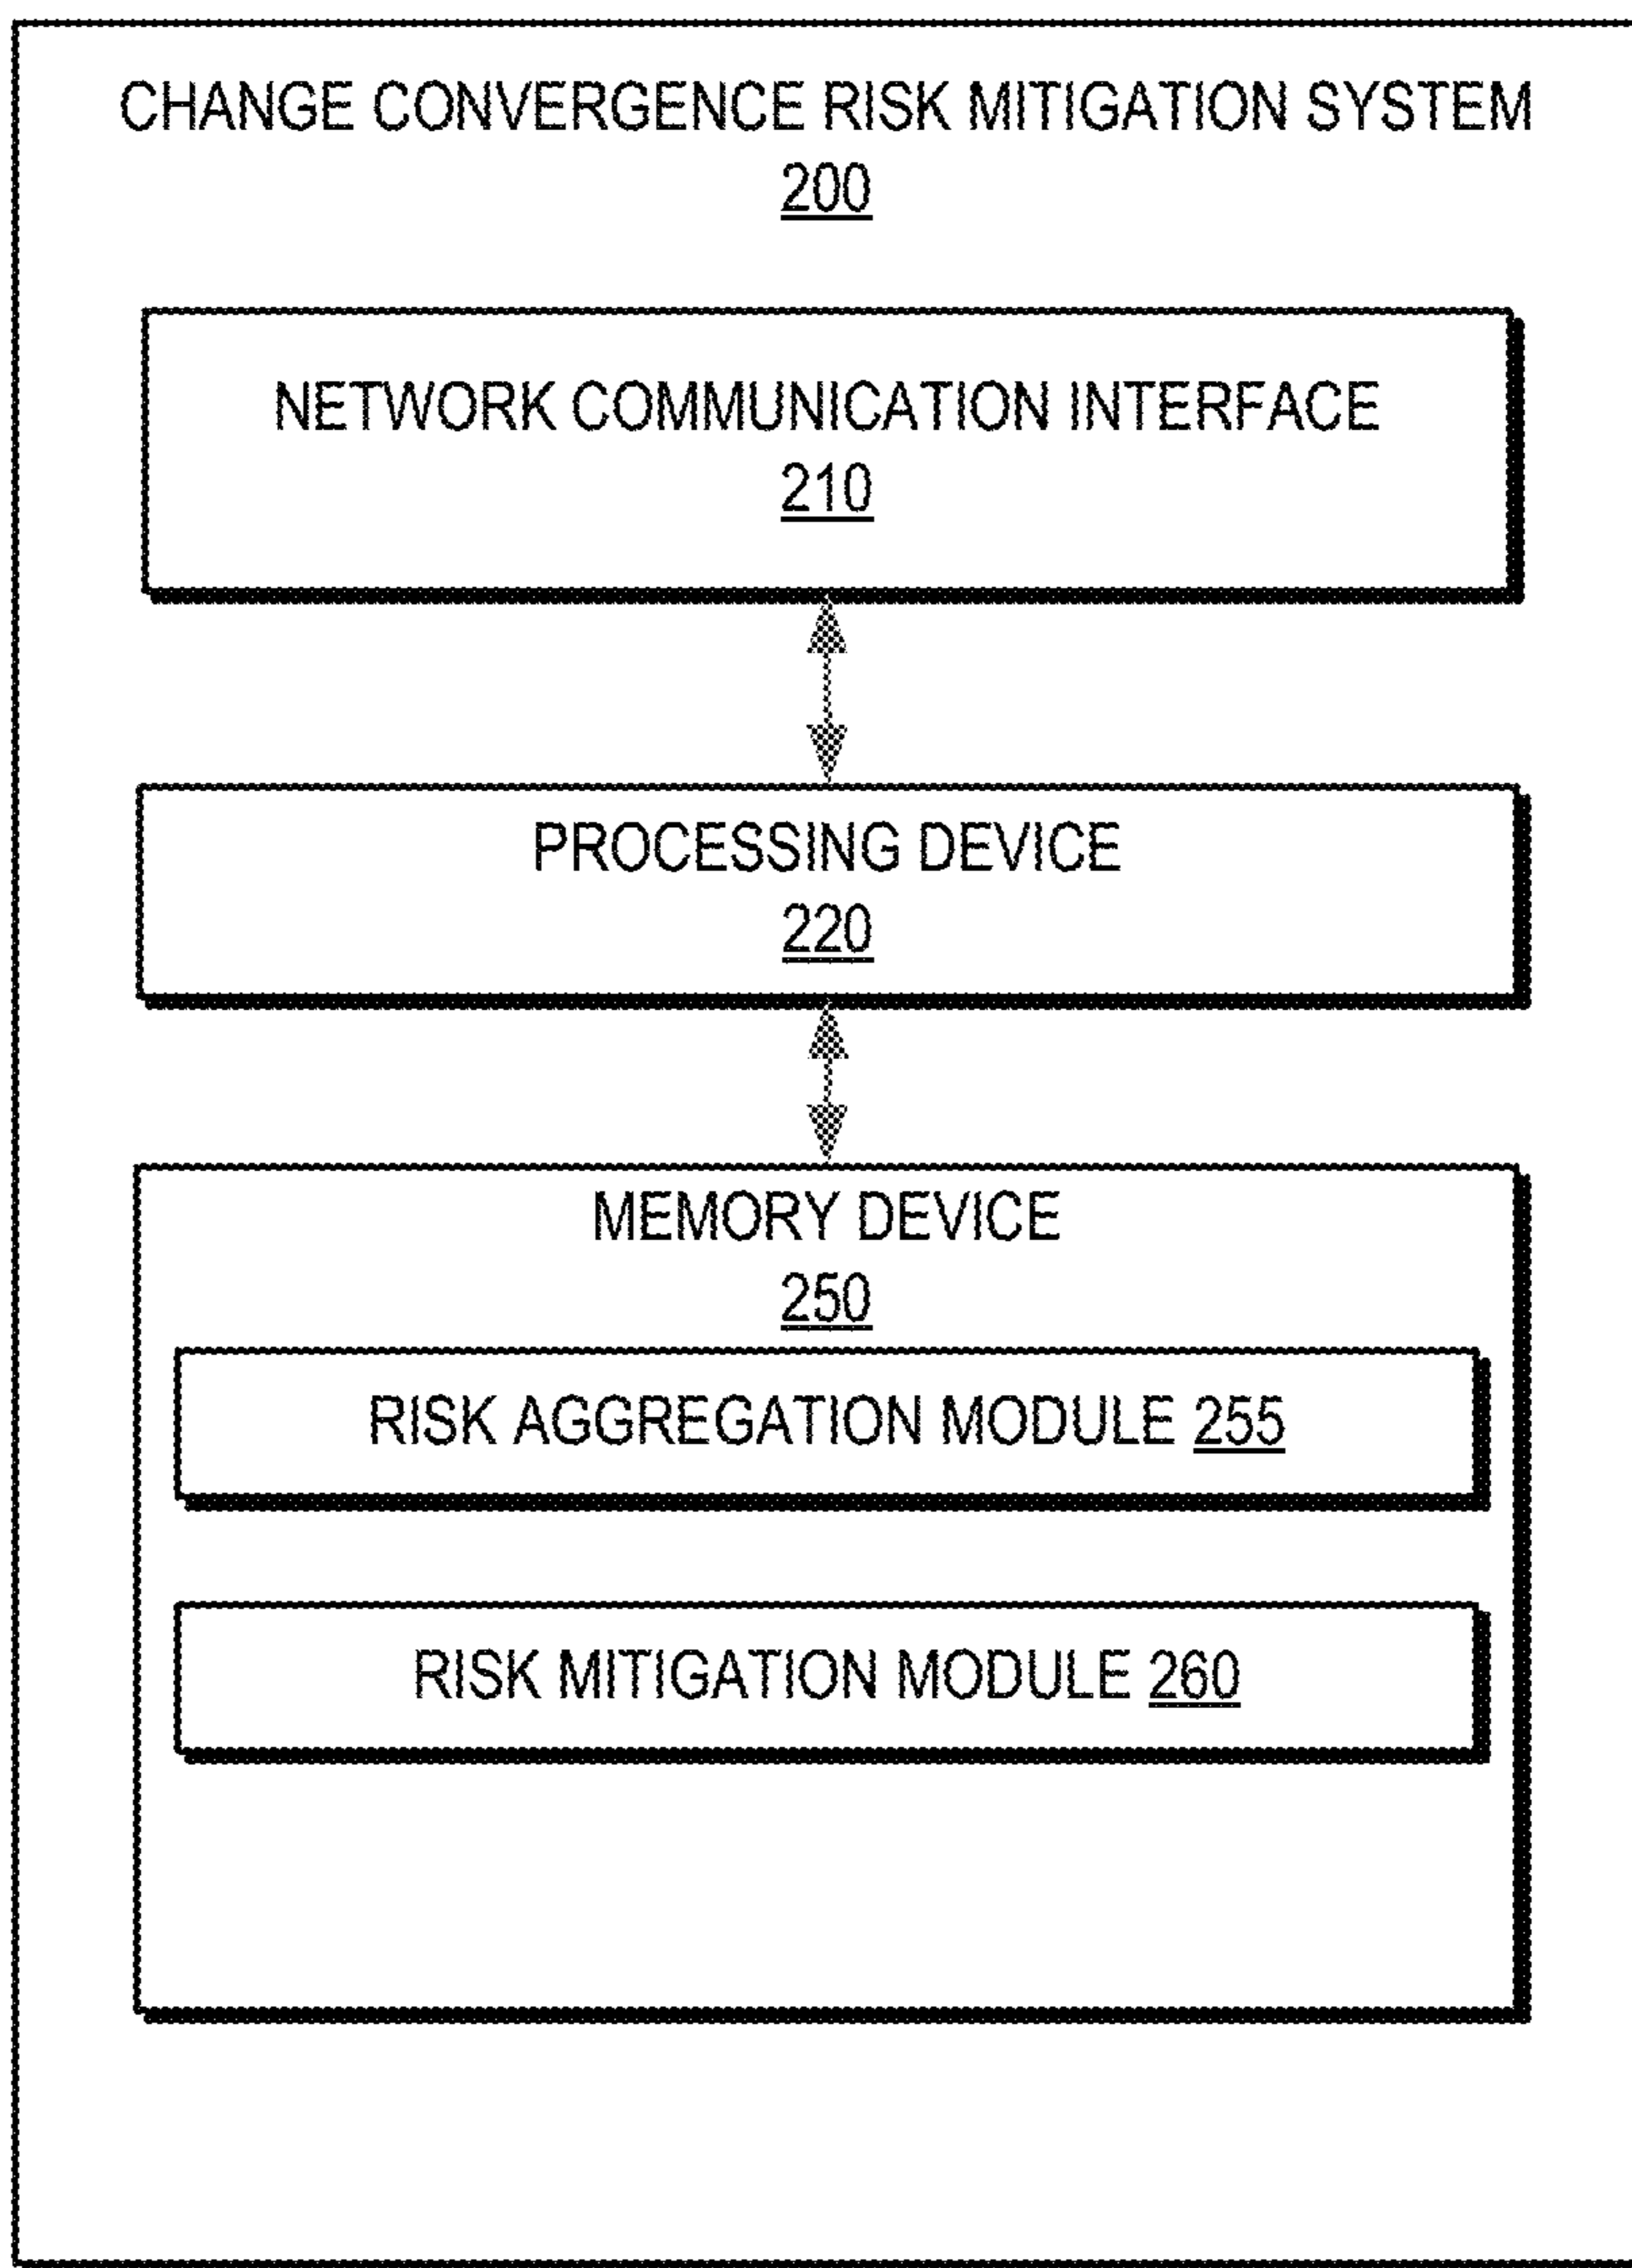 CHANGE CONVERGENCE RISK MITIGATION SYSTEM
200
NETWORK COMMUNICATION INTERFACE
210
PROCESSING DEVICE
220
MEMORY DEVICE
250
RISK AGGREGATION MODULE 255
RISK MITIGATION MODULE 260